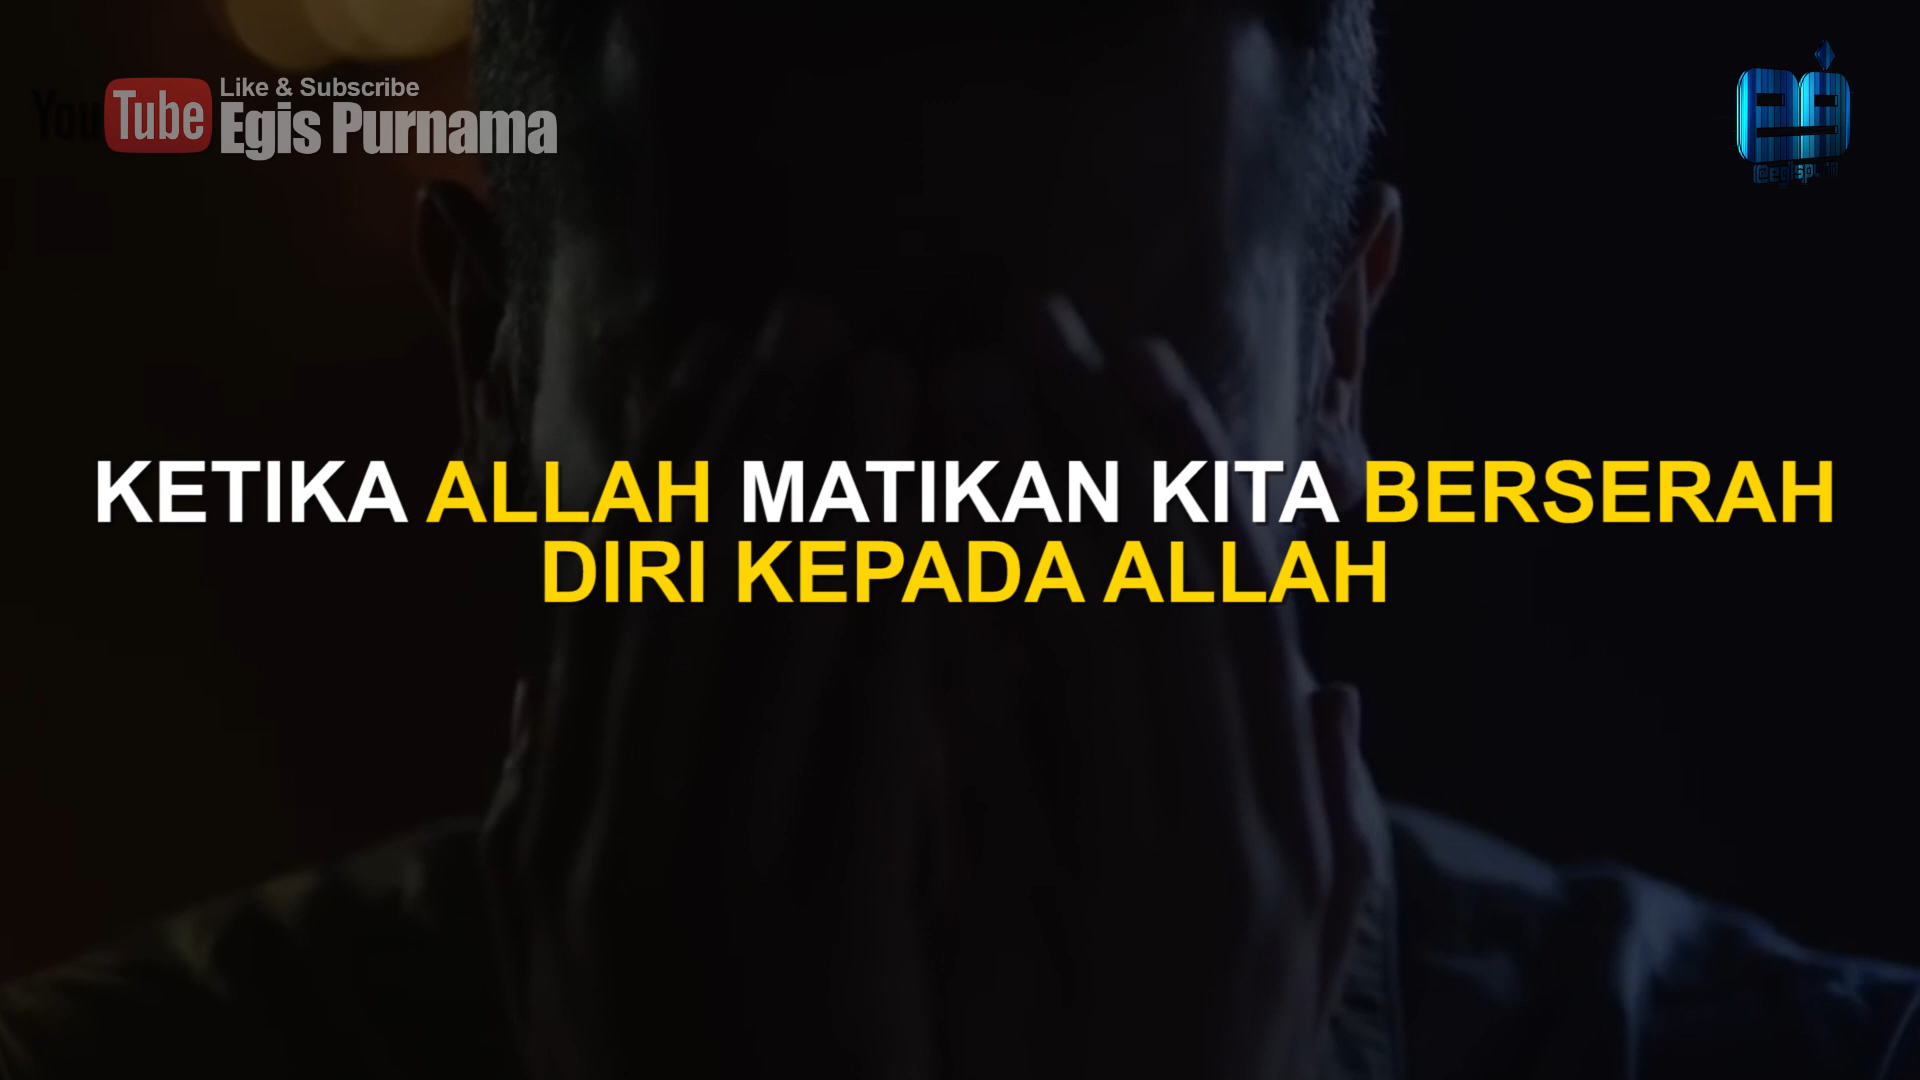 YouTube
Like & Subscribe
Egis Purnama
KETIKA ALLAH MATIKAN KITA BERSERAH
DIRI KEPADA ALLAH